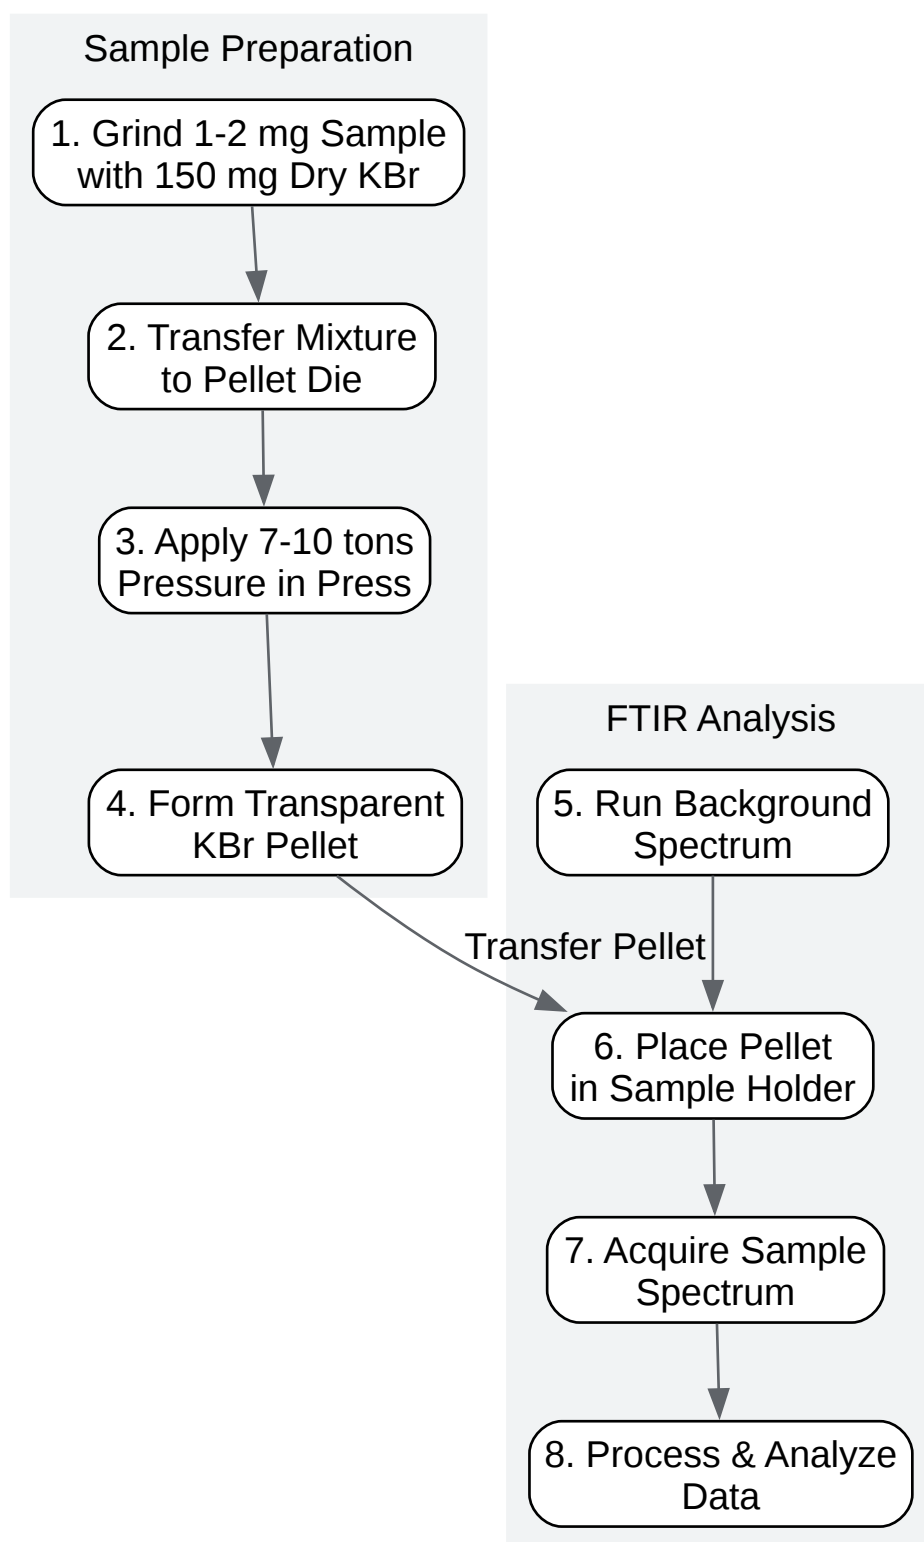 Sample Preparation
1. Grind 1-2 mg Sample
with 150 mg Dry KBr
2. Transfer Mixture
to Pellet Die
3. Apply 7-10 tons
Pressure in Press
4. Form Transparent
KBr Pellet
FTIR Analysis
5. Run Background
Spectrum
Transfer Pellet
6. Place Pellet
in Sample Holder
7. Acquire Sample
Spectrum
8. Process & Analyze
Data